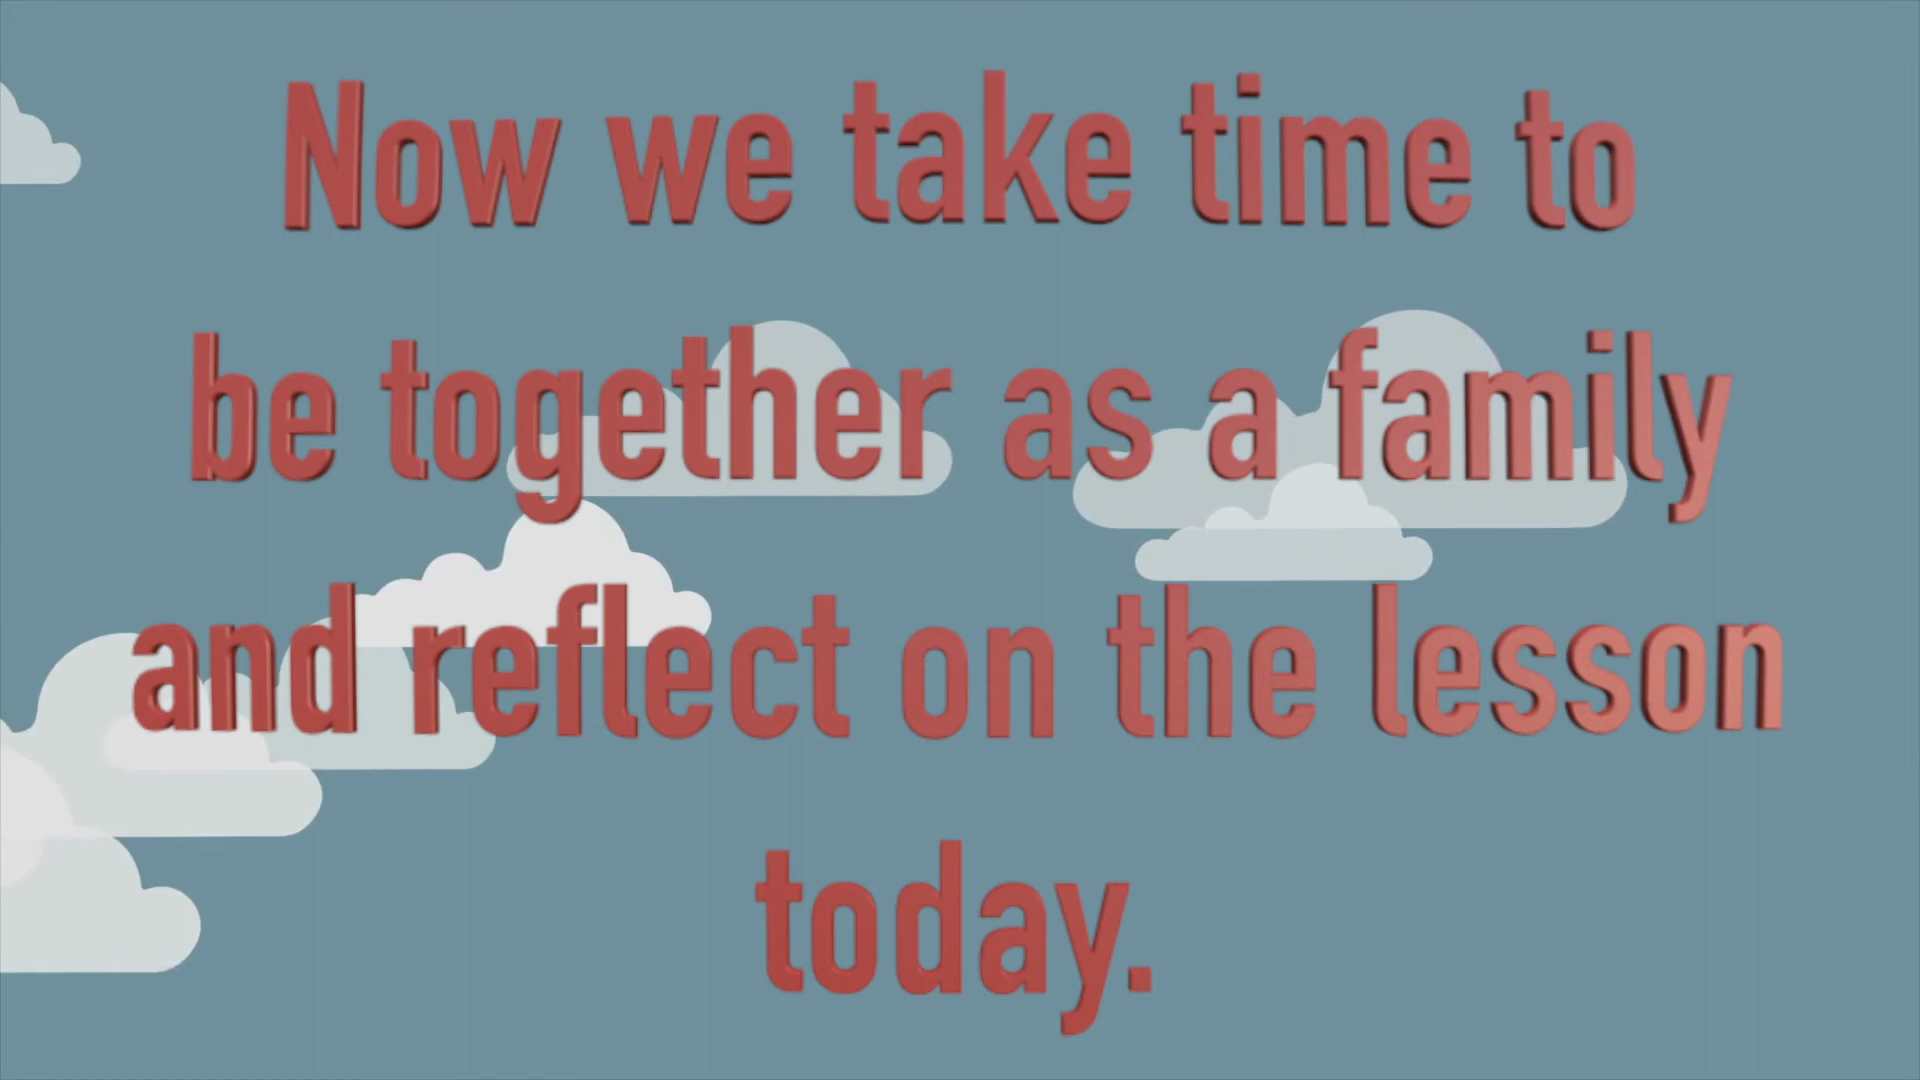 Now we take time to
be together as a family
and reflect on the lesson
today.